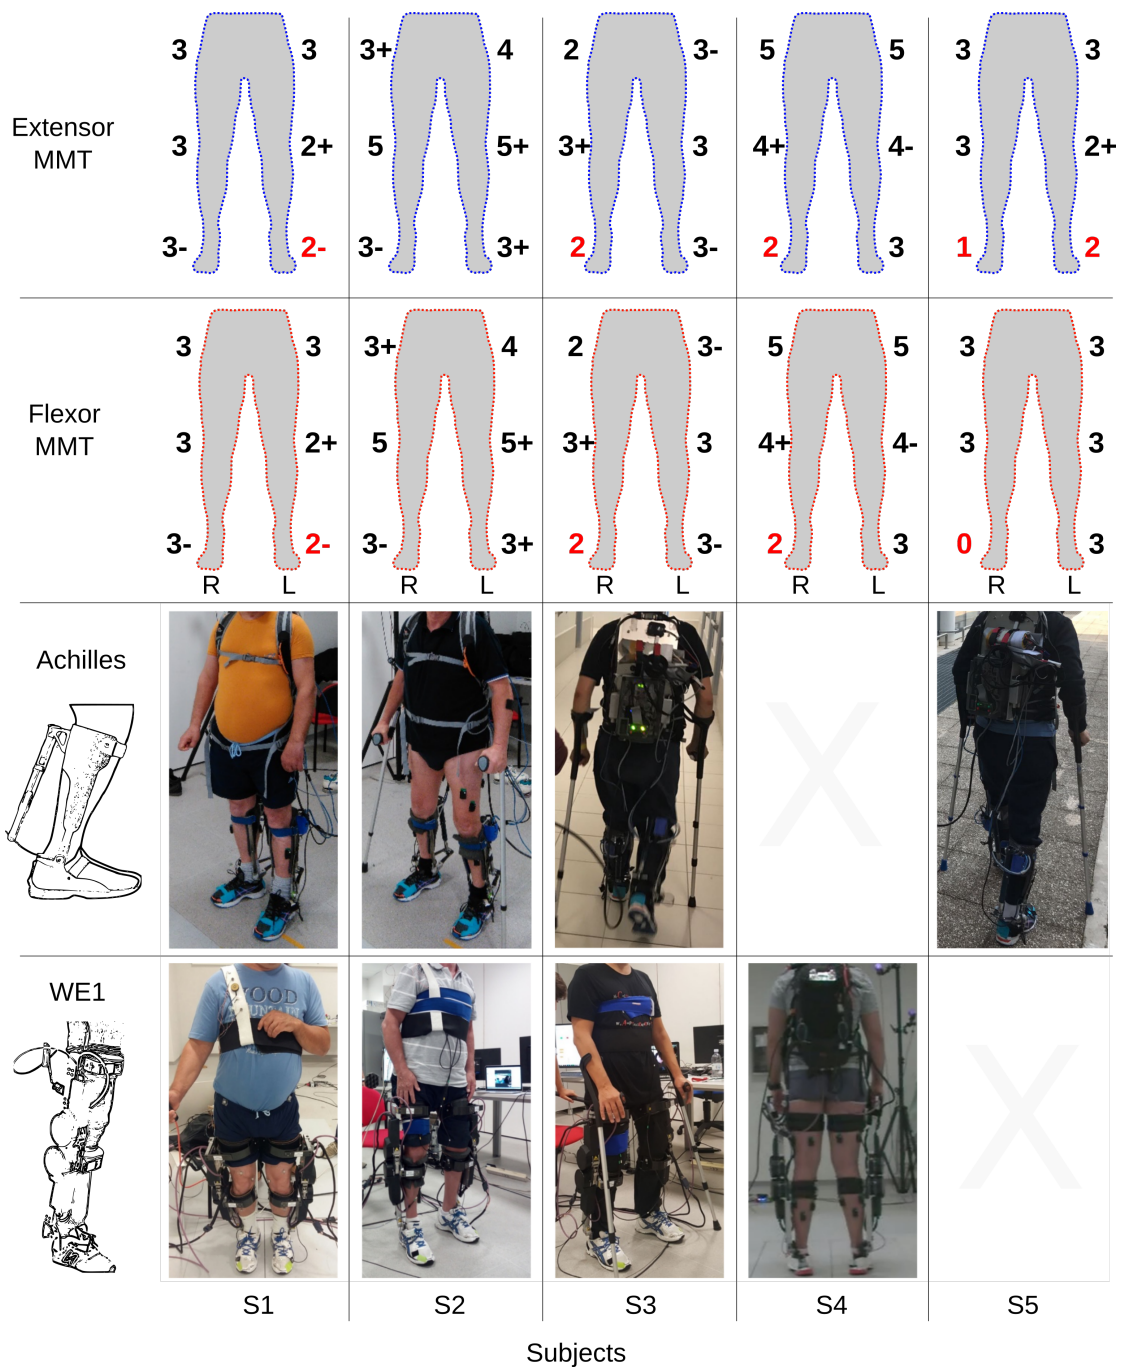 3 3 3+ 4 2 3- 5 5 3 3
Extensor
MMT
3 2+ 5 5+ 3+ 3 4+ 4- 3 2+
3- 2- 3- 3+ 2 3- 2 3 1 2
3 3 3+ 4 2 3- 5 5 3 3
Flexor
MMT
3 2+ 5 5+ 3+ 3 4+ 4- 3 3
3- 2- 3- 3+ 2 3- 2 3 0 3
R L R L R L R L R L
Achilles
X
WE1
WOOD
X
S1 S2 S3 S4 S5
Subjects